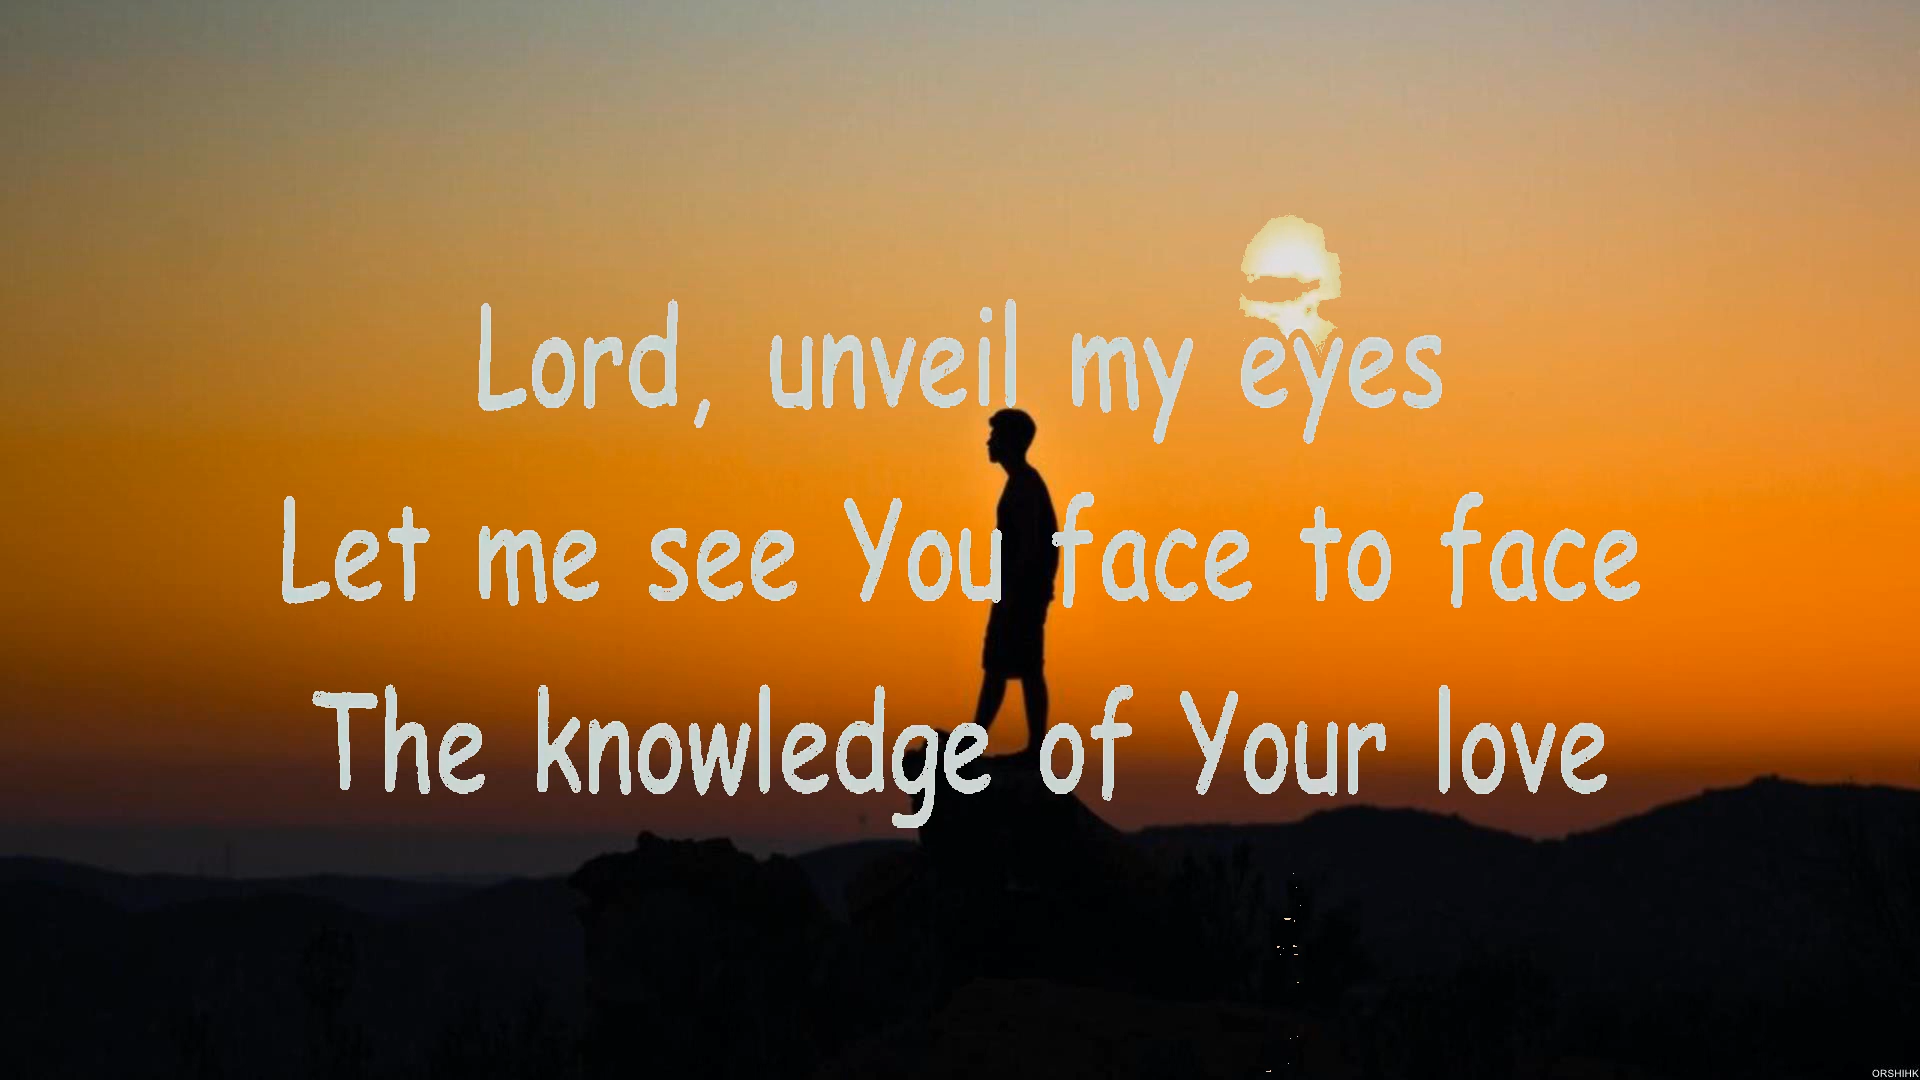 Lord, unveil my eyes
Let me see You face to face
The knowledge of Your love
ORSHIHK